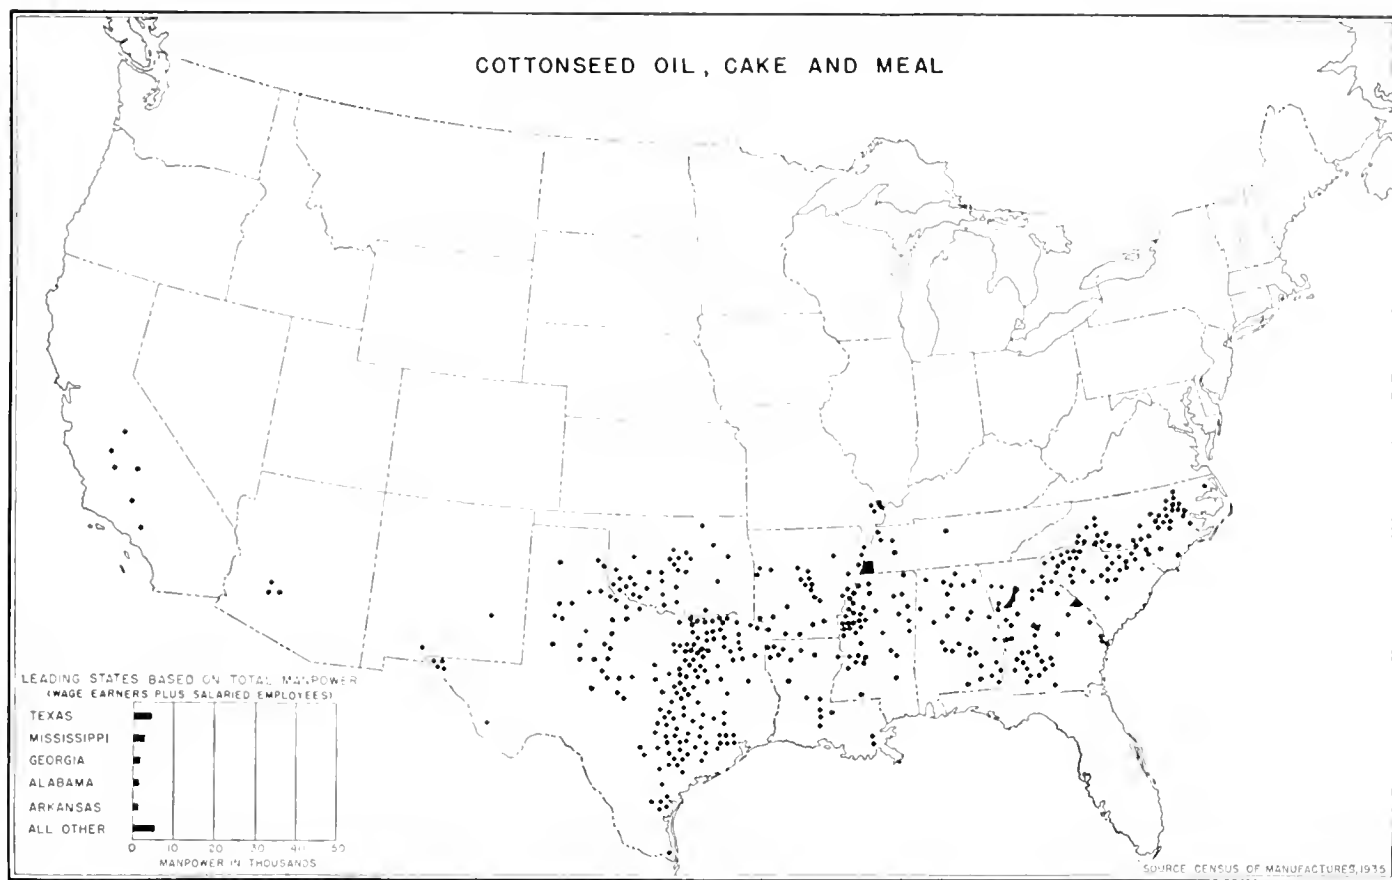 COTTONSEED OIL, CAKE AND MEAL
LEADING STATES BASED ON TOTAL MANPOWER
(WAGE EARNERS PLUS SALARIED EMPLOYEES)
TEXAS
MISSISSIPPI
GEORGIA
ALABAMA
ARKANSAS
ALL OTHER
0 10 20 30 40 50
MANPOWER IN THOUSANDS
SOURCE CENSUS OF MANUFACTURES, 1935